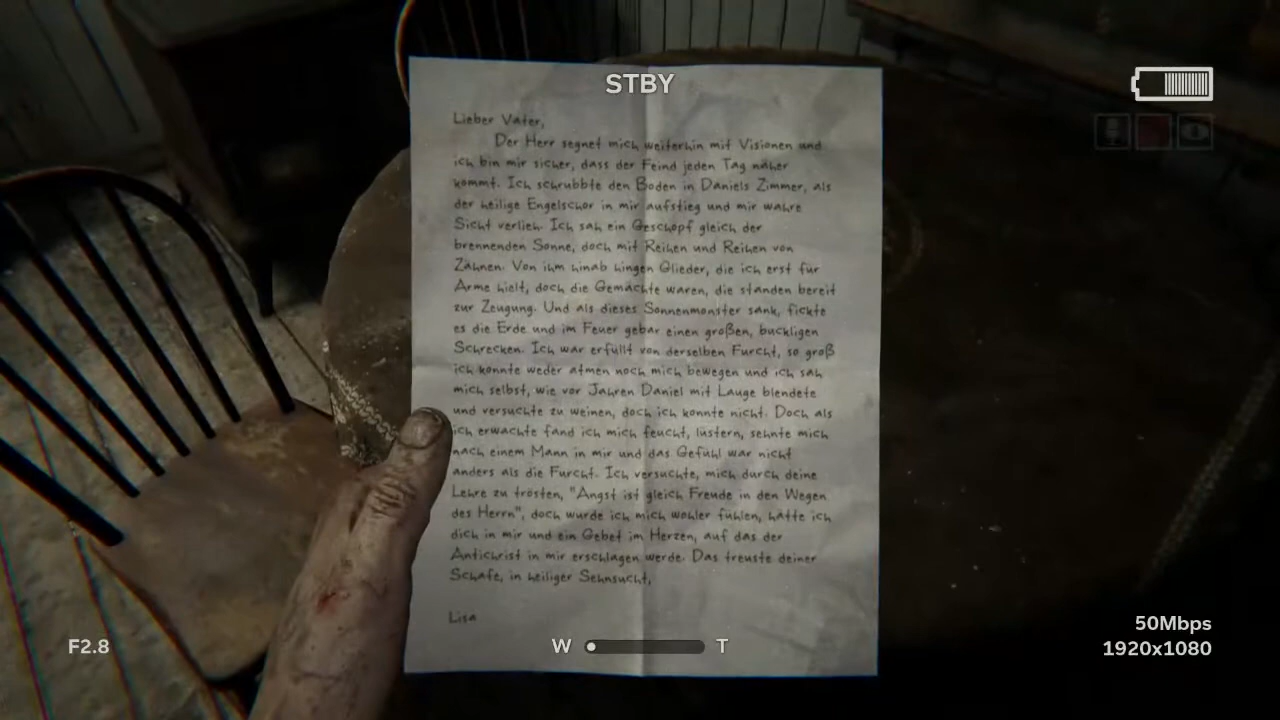 STBY
Lieber Vater,
Der Herr segnet mich weiterhin mit Visionen und
ich bin mir sicher, dass der Feind jeden Tag näher
kommt. Ich schrubbte den Boden in Daniels Zimmer, als
der heilige Engelschor in mir aufstieg und mir wahre
Sicht verlieh. Ich sah ein Geschöpf gleich der
brennenden Sonne, doch mit Reihen und Reihen von
Zähnen. Von ihm hinab hingen Glieder, die ich erst für
Arme hielt, doch die Gemächte waren, die standen bereit
zur Zeugung. Und als dieses Sonnenmonster sank, fickte
es die Erde und im Feuer gebar einen großen, buckligen
Schrecken. Ich war erfüllt von derselben Furcht, so groß
ich konnte weder atmen noch mich bewegen und ich sah
mich selbst, wie vor Jahren Daniel mit Lauge blendete
und versuchte zu weinen, doch ich konnte nicht. Doch als
ich erwachte fand ich mich feucht, lüstern, sehnte mich
nach einem Mann in mir und das Gefühl war nicht
anders als die Furcht. Ich versuchte, mich durch deine
Lehre zu trösten, "Angst ist gleich Freude in den Wegen
des Herrn", doch würde ich mich wohler fühlen, hätte ich
dich in mir und ein Gebet im Herzen, auf das der
Antichrist in mir erschlagen werde. Das treuste deiner
Schafe, in heiliger Sehnsucht,
Lisa
F2.8
W T
50Mbps
1920x1080